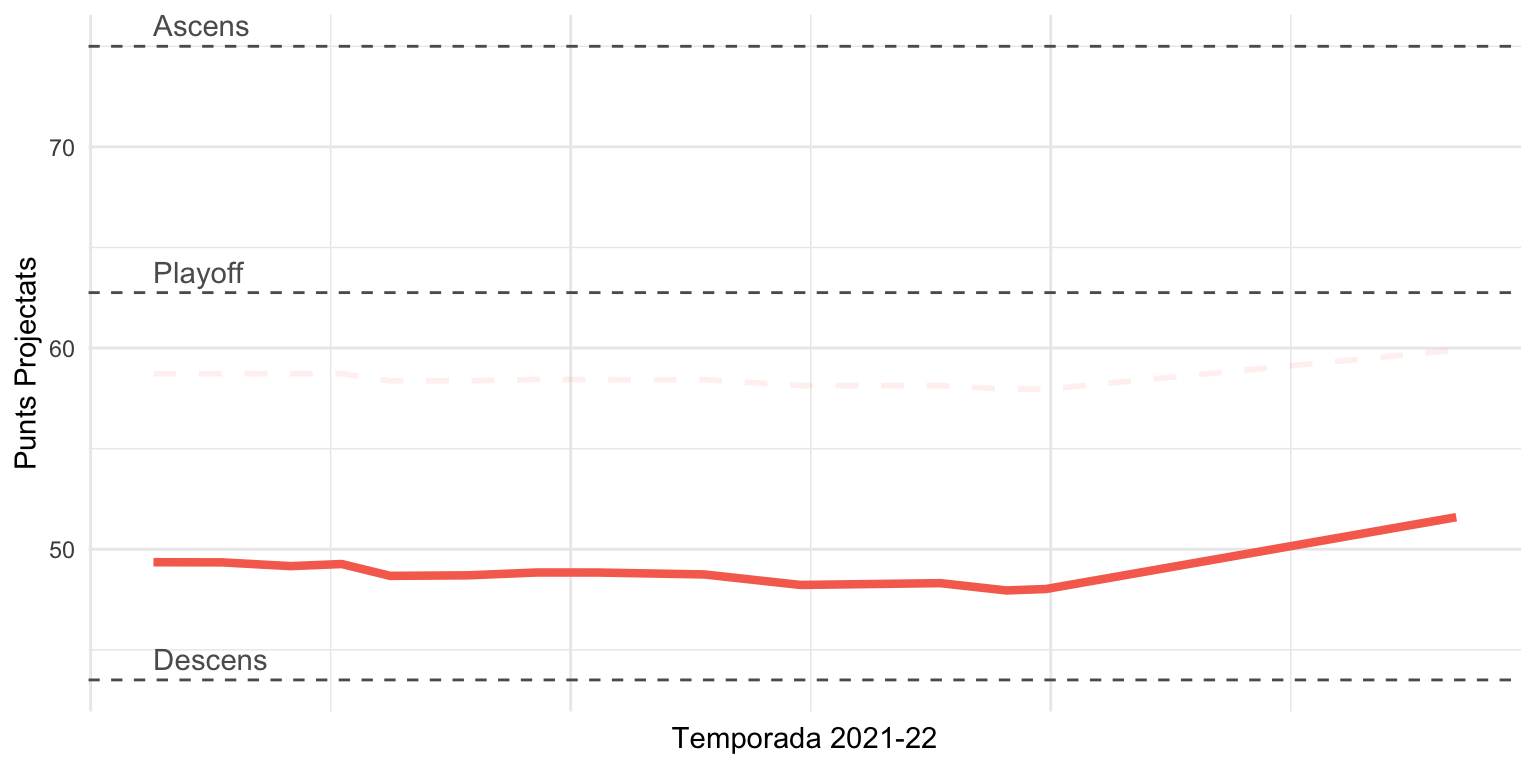 Ascens
70
Playoff
60
Punts Projectats
50
Descens
Temporada 2021-22